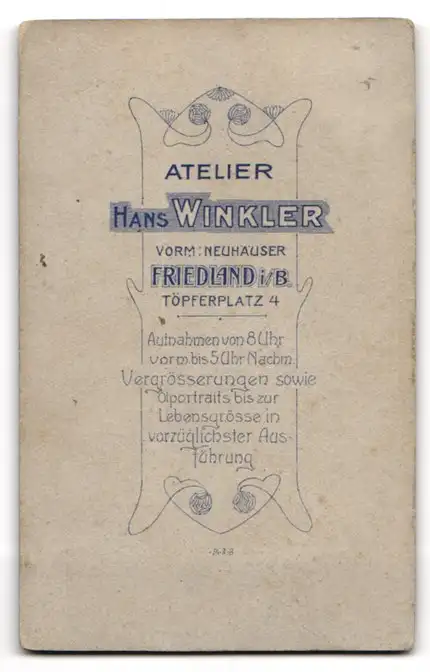 ATELIER
HANS WINKLER
VORM: NEUHÄUSER
FRIEDLAND i/B.
TÖPFERPLATZ 4
Aufnahmen von 8 Uhr
vorm. bis 5 Uhr Nachm.
Vergrösserungen sowie
Ölportraits bis zur
Lebensgrösse in
vorzüglichster Aus-
führung